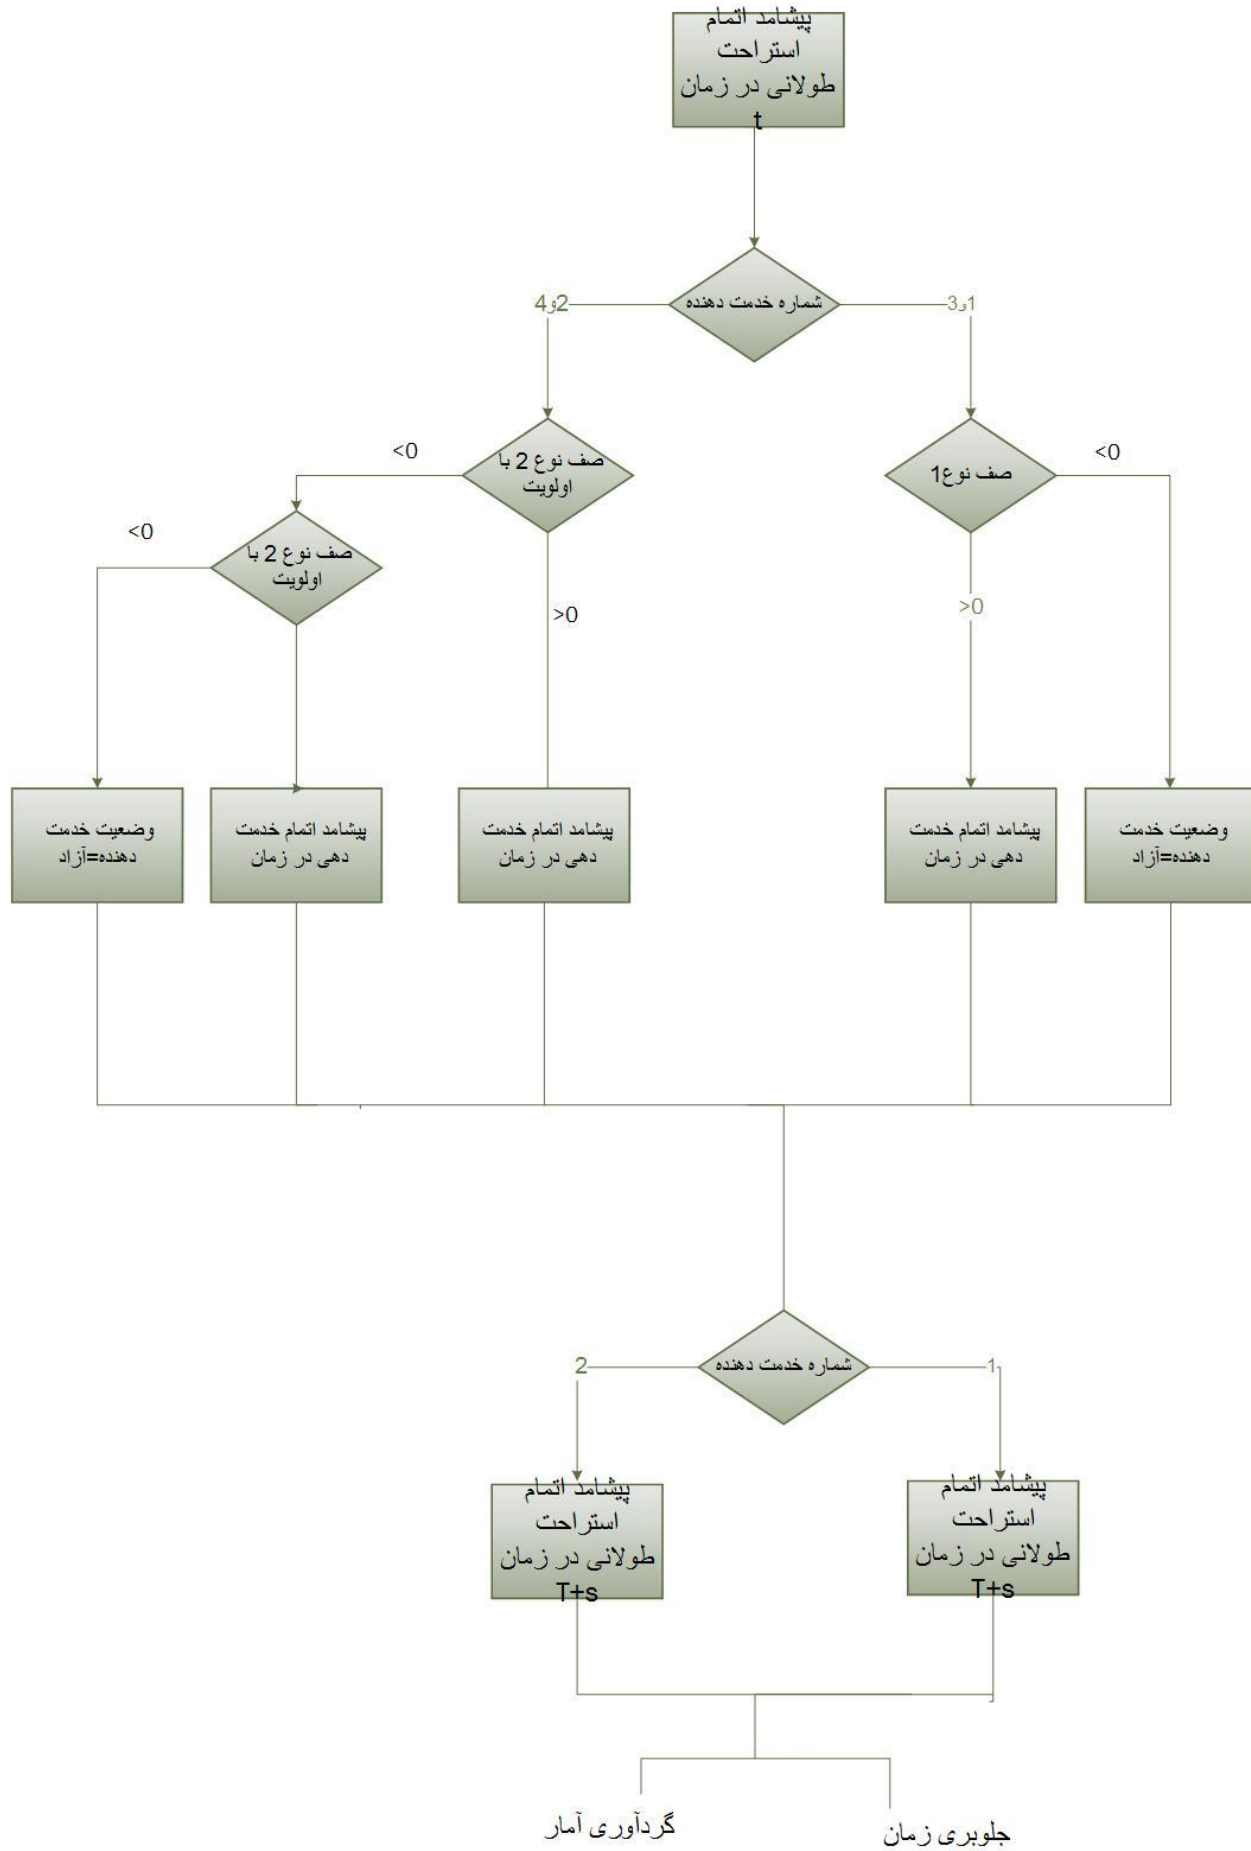 پیشامد اتمام
استراحت
طولانی در زمان
t
شماره خدمت دهنده
2و4
1و3
<0
صف نوع 2 با
اولویت
صف نوع1
<0
<0
صف نوع 2 با
اولویت
>0
>0
وضعیت خدمت
دهنده=آزاد
پیشامد اتمام خدمت
دهی در زمان
پیشامد اتمام خدمت
دهی در زمان
پیشامد اتمام خدمت
دهی در زمان
وضعیت خدمت
دهنده=آزاد
شماره خدمت دهنده
2
1
پیشامد اتمام
استراحت
طولانی در زمان
T+s
پیشامد اتمام
استراحت
طولانی در زمان
T+s
گردآوری آمار
جلوبری زمان